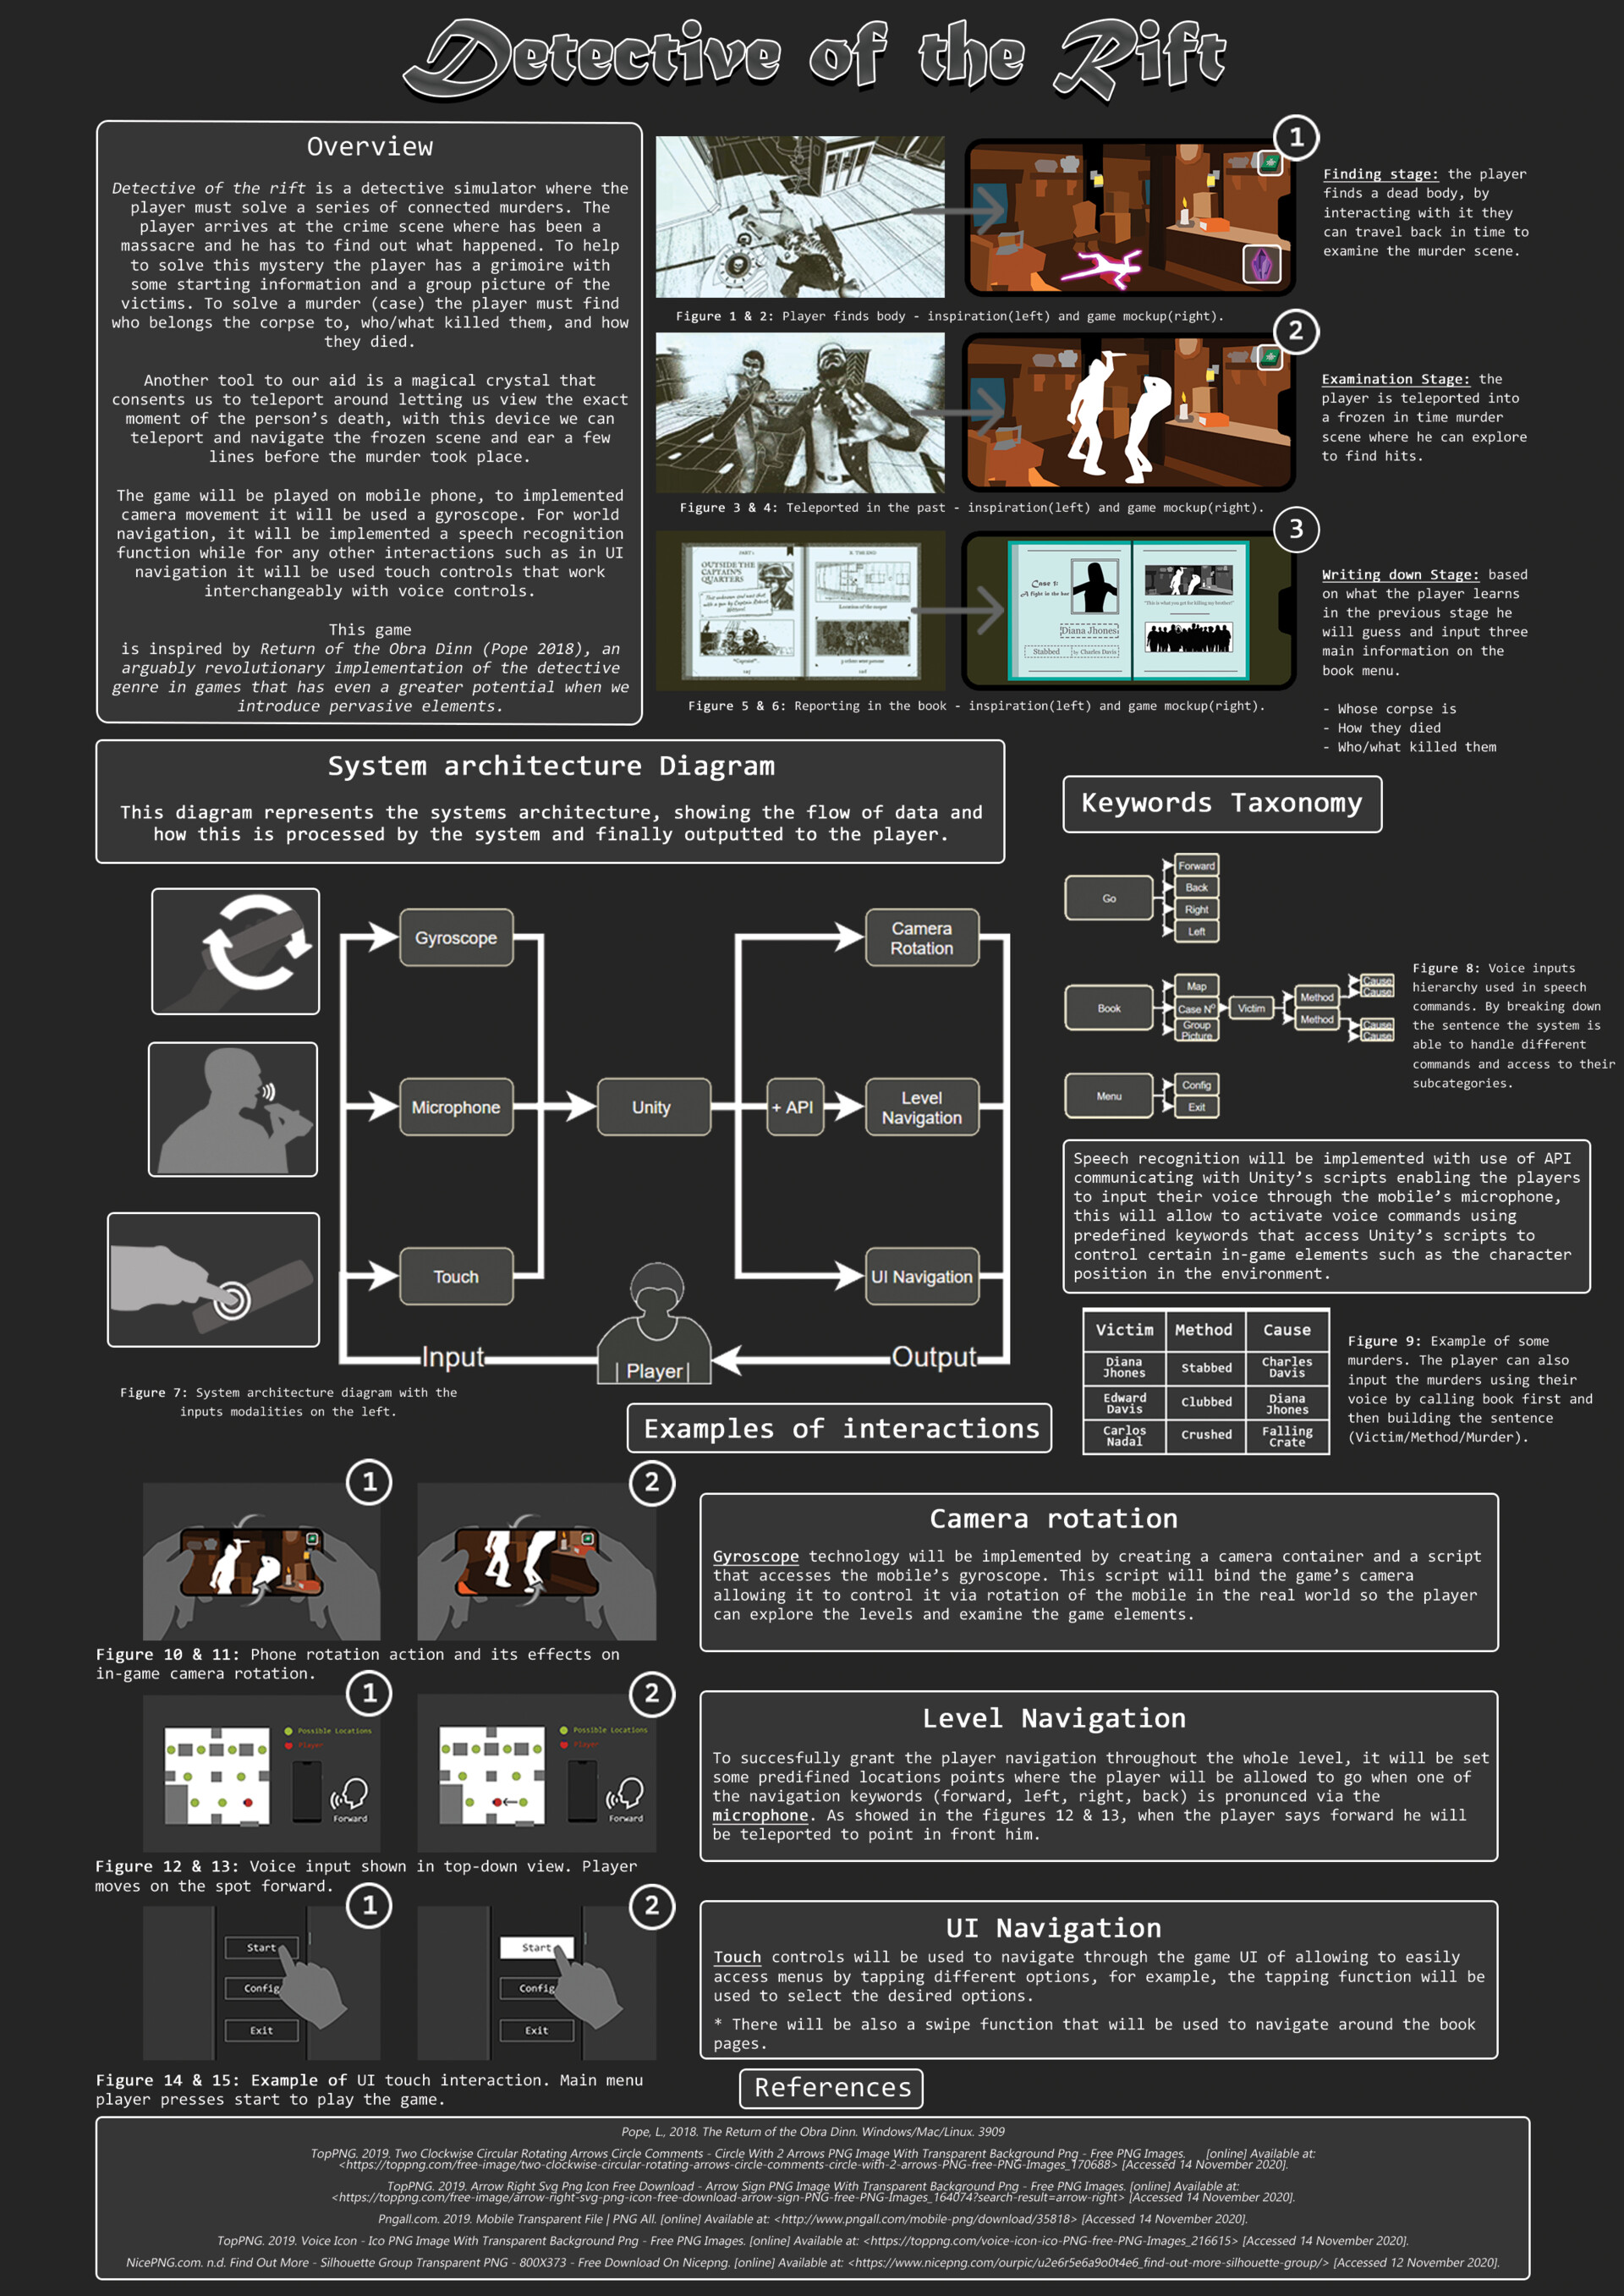 Detective of the Rift
Overview
Detective of the rift is a detective simulator where the
player must solve a series of connected murders. The
player arrives at the crime scene where has been a
massacre and he has to find out what happened. To help
to solve this mystery the player has a grimoire with
some starting information and a group picture of the
victims. To solve a murder (case) the player must find
who belongs the corpse to, who/what killed them, and how
they died.
Another tool to our aid is a magical crystal that
consents us to teleport around letting us view the exact
moment of the person's death, with this device we can
teleport and navigate the frozen scene and ear a few
lines before the murder took place.
The game will be played on mobile phone, to implemented
camera movement it will be used a gyroscope. For world
navigation, it will be implemented a speech recognition
function while for any other interactions such as in UI
navigation it will be used touch controls that work
interchangeably with voice controls.
This game
is inspired by Return of the Obra Dinn (Pope 2018), an
arguably revolutionary implementation of the detective
genre in games that has even a greater potential when we
introduce pervasive elements.
1
Finding stage: the player
finds a dead body, by
interacting with it they
can travel back in time to
examine the murder scene.
Figure 1 & 2: Player finds body - inspiration(left) and game mockup(right).
2
Examination Stage: the
player is teleported into
a frozen in time murder
scene where he can explore
to find hits.
Figure 3 & 4: Teleported in the past - inspiration(left) and game mockup(right).
3
OUTSIDE THE
CAPTAIN'S
QUARTERS
Case 1:
A fight in the bar
Diana Jhones
Stabbed
by Charles Davis
"This is what you get for killing my brother!"
Writing down Stage: based
on what the player learns
in the previous stage he
will guess and input three
main information on the
book menu.
- Whose corpse is
- How they died
- Who/what killed them
Figure 5 & 6: Reporting in the book - inspiration(left) and game mockup(right).
System architecture Diagram
This diagram represents the systems architecture, showing the flow of data and
how this is processed by the system and finally outputted to the player.
Gyroscope
Camera
Rotation
Microphone
Unity
+ API
Level
Navigation
Touch
UI Navigation
Input
Player
Output
Figure 7: System architecture diagram with the
inputs modalities on the left.
Keywords Taxonomy
Go
Forward
Back
Right
Left
Book
Map
Case Nº
Group
Picture
Victim
Method
Method
Cause
Cause
Cause
Cause
Menu
Config
Exit
Figure 8: Voice inputs
hierarchy used in speech
commands. By breaking down
the sentence the system is
able to handle different
commands and access to their
subcategories.
Speech recognition will be implemented with use of API
communicating with Unity's scripts enabling the players
to input their voice through the mobile's microphone,
this will allow to activate voice commands using
predefined keywords that access Unity's scripts to
control certain in-game elements such as the character
position in the environment.
Victim Method Cause
Diana Jhones Stabbed Charles Davis
Edward Davis Clubbed Diana Jhones
Carlos Nadal Crushed Falling Crate
Figure 9: Example of some
murders. The player can also
input the murders using their
voice by calling book first and
then building the sentence
(Victim/Method/Murder).
Examples of interactions
1
2
Figure 10 & 11: Phone rotation action and its effects on
in-game camera rotation.
Camera rotation
Gyroscope technology will be implemented by creating a camera container and a script
that accesses the mobile's gyroscope. This script will bind the game's camera
allowing it to control it via rotation of the mobile in the real world so the player
can explore the levels and examine the game elements.
1
Possible Locations
Player
Forward
2
Possible Locations
Player
Forward
Figure 12 & 13: Voice input shown in top-down view. Player
moves on the spot forward.
Level Navigation
To succesfully grant the player navigation throughout the whole level, it will be set
some predifined locations points where the player will be allowed to go when one of
the navigation keywords (forward, left, right, back) is pronunced via the
microphone. As showed in the figures 12 & 13, when the player says forward he will
be teleported to point in front him.
1
Start
Config
Exit
2
Start
Config
Exit
Figure 14 & 15: Example of UI touch interaction. Main menu
player presses start to play the game.
UI Navigation
Touch controls will be used to navigate through the game UI of allowing to easily
access menus by tapping different options, for example, the tapping function will be
used to select the desired options.
* There will be also a swipe function that will be used to navigate around the book
pages.
References
Pope, L., 2018. The Return of the Obra Dinn. Windows/Mac/Linux. 3909
TopPNG. 2019. Two Clockwise Circular Rotating Arrows Circle Comments - Circle With 2 Arrows PNG Image With Transparent Background Png - Free PNG Images. [online] Available at:
<https://toppng.com/free-image/two-clockwise-circular-rotating-arrows-circle-comments-circle-with-2-arrows-PNG-free-PNG-Images_170688> [Accessed 14 November 2020].
TopPNG. 2019. Arrow Right Svg Png Icon Free Download - Arrow Sign PNG Image With Transparent Background Png - Free PNG Images. [online] Available at:
<https://toppng.com/free-image/arrow-right-svg-png-icon-free-download-arrow-sign-PNG-free-PNG-Images_164074?search-result=arrow-right> [Accessed 14 November 2020].
Pngall.com. 2019. Mobile Transparent File | PNG All. [online] Available at: <http://www.pngall.com/mobile-png/download/35818> [Accessed 14 November 2020].
TopPNG. 2019. Voice Icon - Ico PNG Image With Transparent Background Png - Free PNG Images. [online] Available at: <https://toppng.com/voice-icon-ico-PNG-free-PNG-Images_216615> [Accessed 14 November 2020].
NicePNG.com. n.d. Find Out More - Silhouette Group Transparent PNG - 800X373 - Free Download On Nicepng. [online] Available at: <https://www.nicepng.com/ourpic/u2e6r5e6a9o0t4e6_find-out-more-silhouette-group/> [Accessed 12 November 2020].